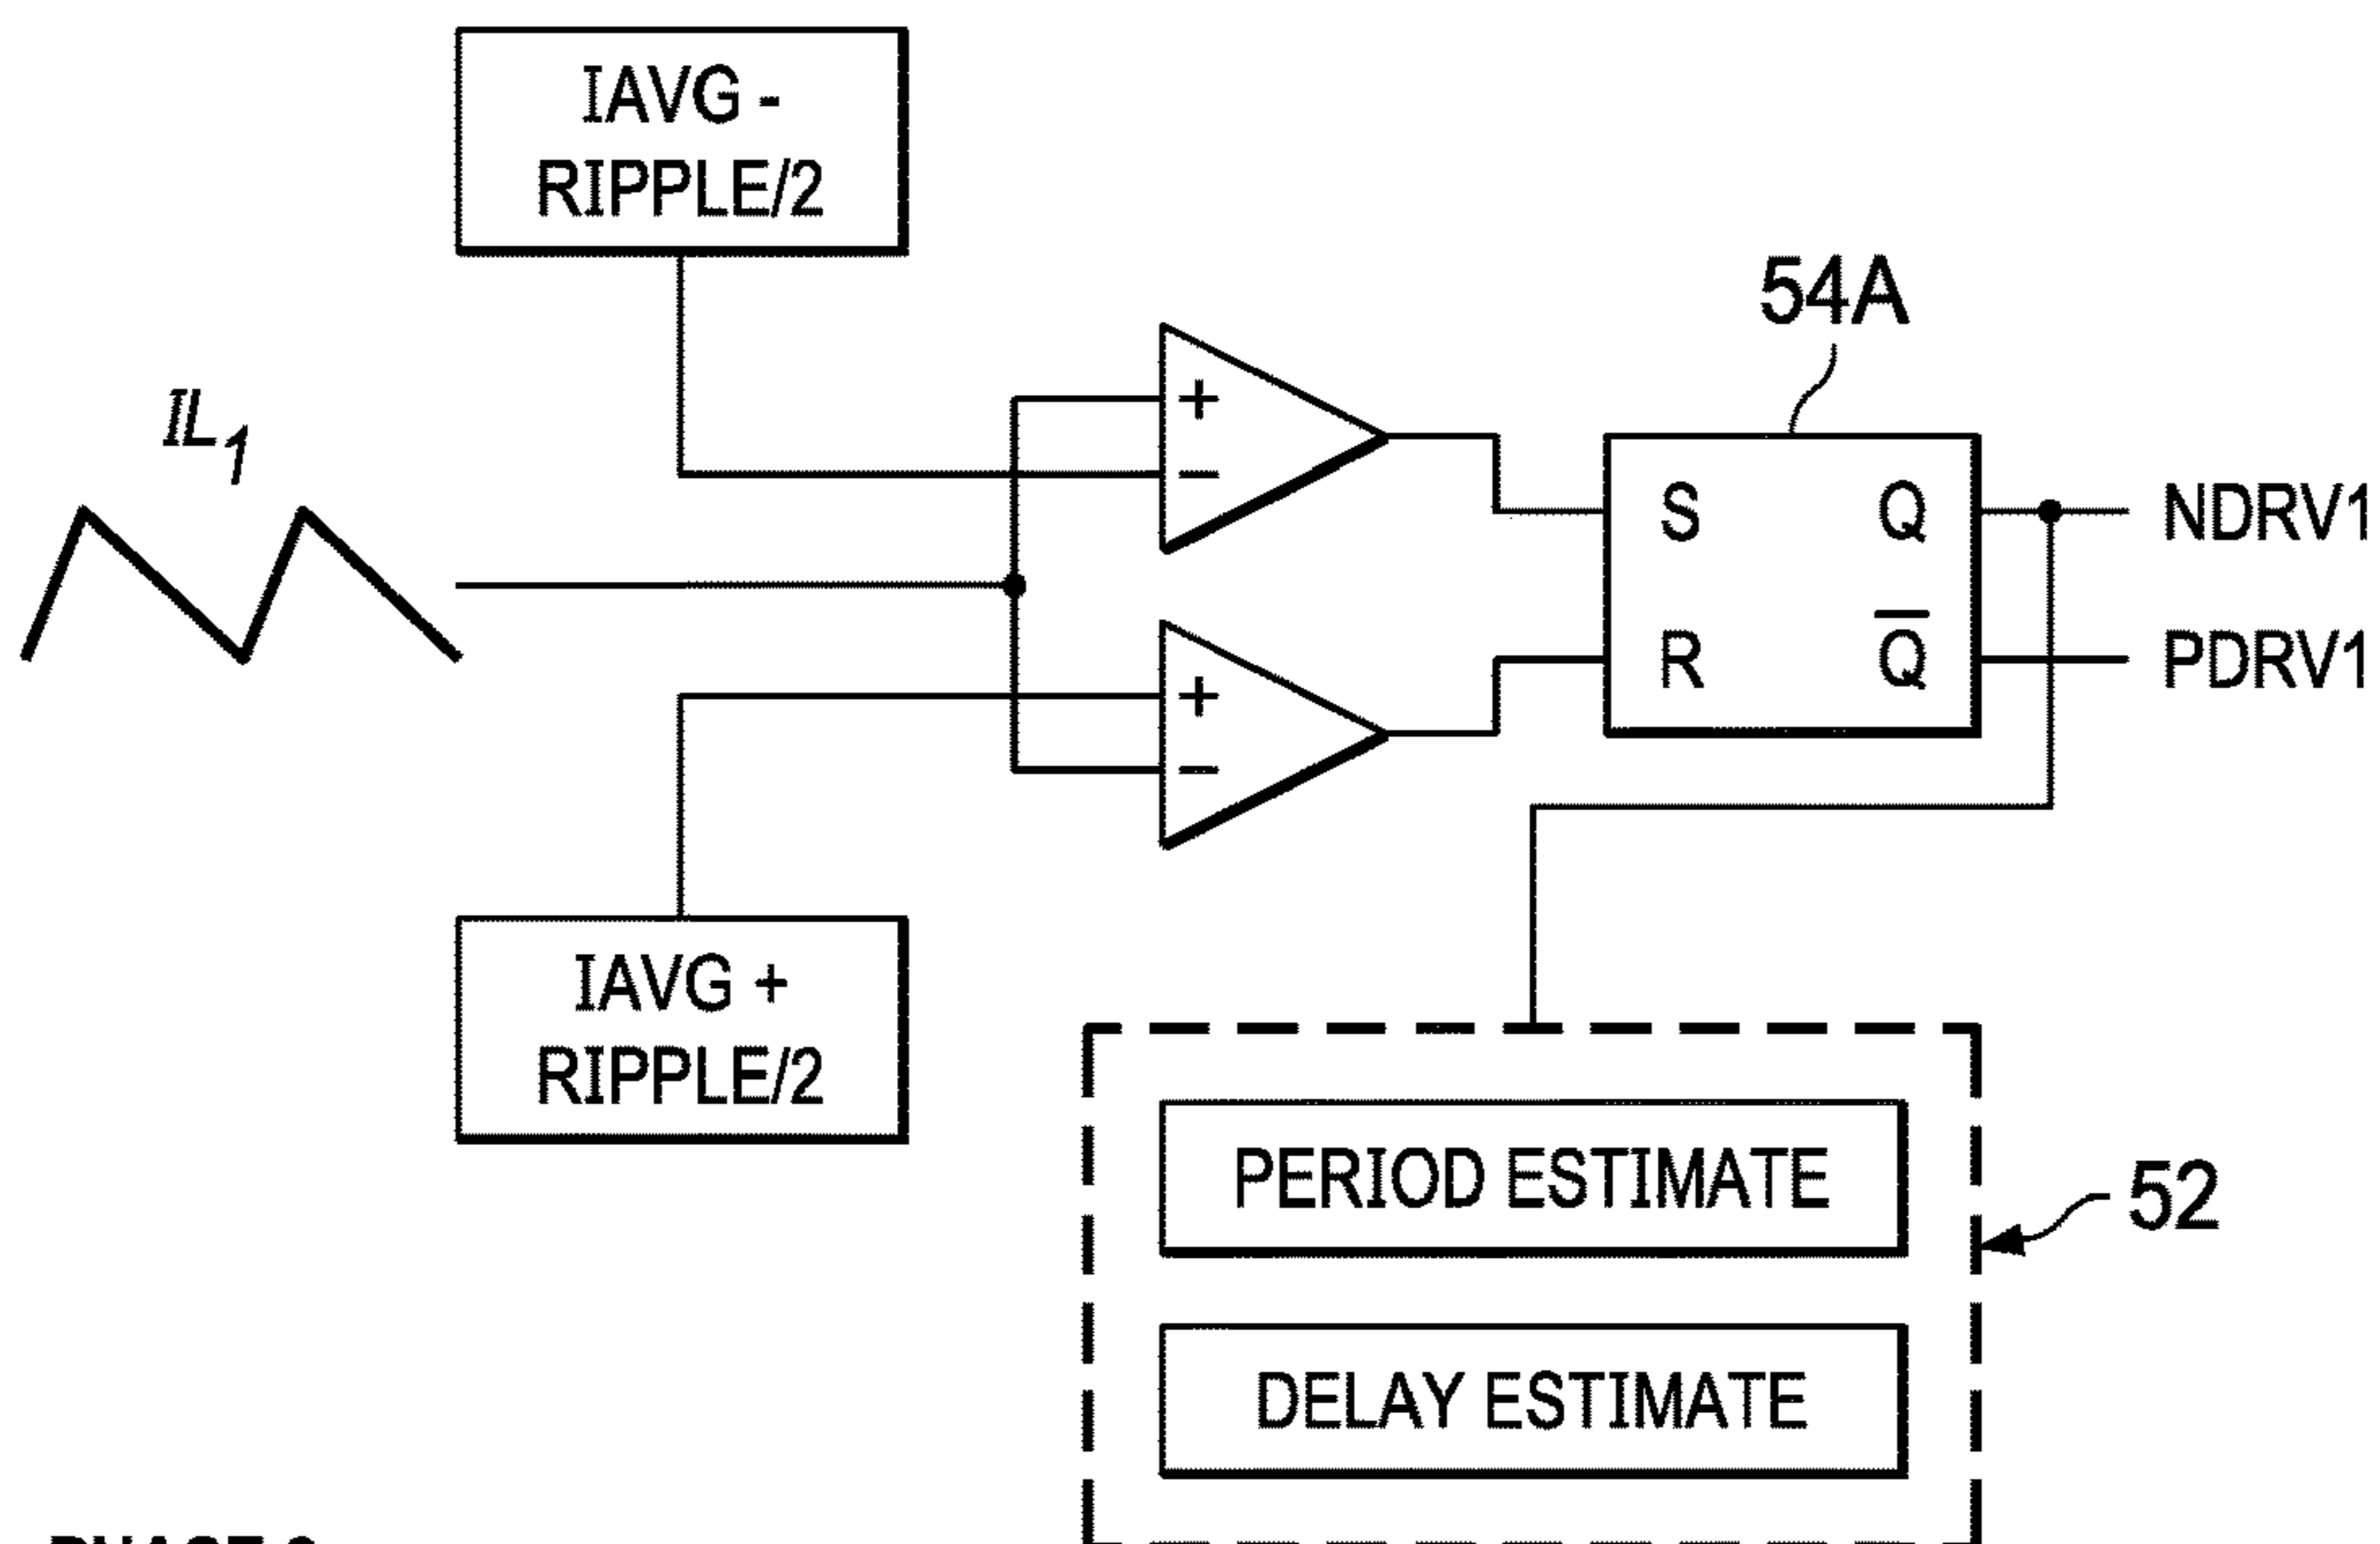 IAVG -
RIPPLE/2
54A
IL1
+
−
S Q NDRV1
R Q̅ PDRV1
+
−
IAVG +
RIPPLE/2
PERIOD ESTIMATE
52
DELAY ESTIMATE